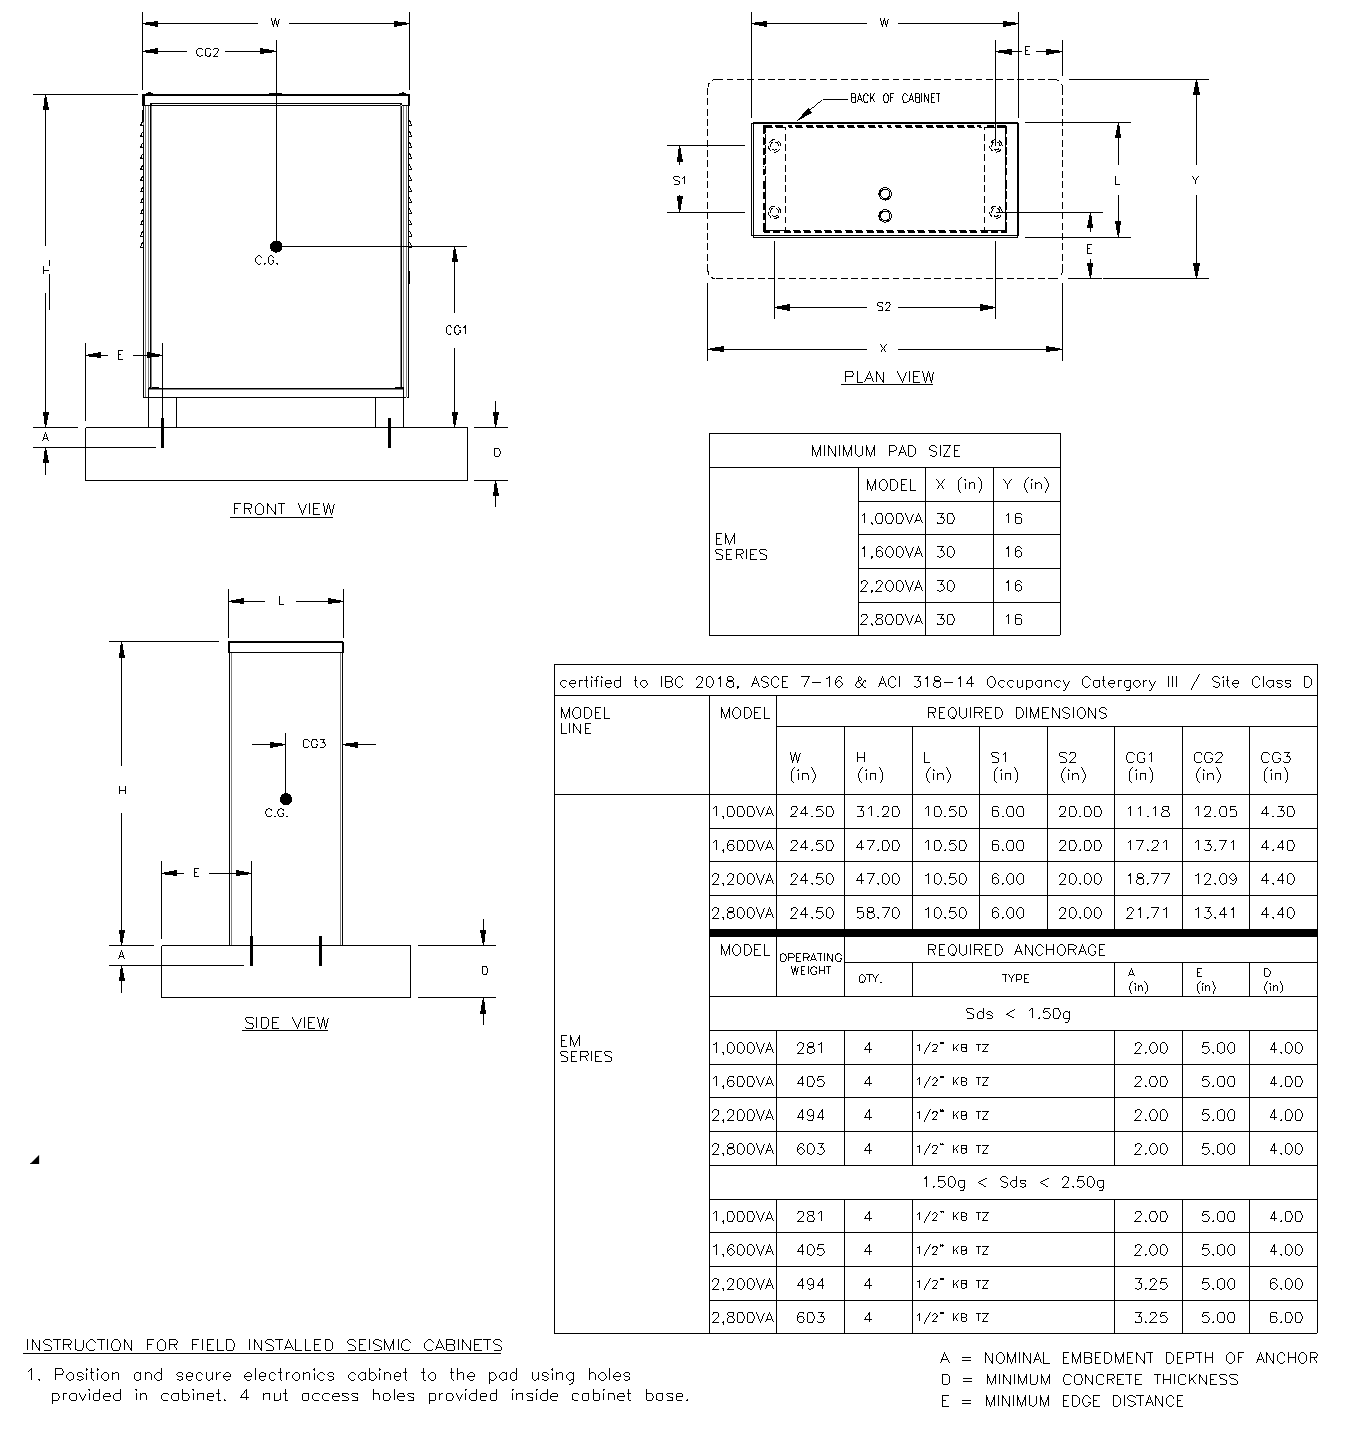 W
CG2
H
C.G.
CG1
E
A
D
FRONT VIEW
W
E
BACK OF CABINET
S1
L
Y
E
S2
X
PLAN VIEW
MINIMUM PAD SIZE
EM
SERIES
MODEL X (in) Y (in)
1,000VA 30 16
1,600VA 30 16
2,200VA 30 16
2,800VA 30 16
L
CG3
H
C.G.
E
A
D
SIDE VIEW
certified to IBC 2018, ASCE 7-16 & ACI 318-14 Occupancy Catergory III / Site Class D
MODEL
LINE
MODEL REQUIRED DIMENSIONS
W H L S1 S2 CG1 CG2 CG3
(in) (in) (in) (in) (in) (in) (in) (in)
1,000VA 24.50 31.20 10.50 6.00 20.00 11.18 12.05 4.30
1,600VA 24.50 47.00 10.50 6.00 20.00 17.21 13.71 4.40
2,200VA 24.50 47.00 10.50 6.00 20.00 18.77 12.09 4.40
2,800VA 24.50 58.70 10.50 6.00 20.00 21.71 13.41 4.40
EM
SERIES
MODEL OPERATING WEIGHT REQUIRED ANCHORAGE
QTY. TYPE A (in) E (in) D (in)
Sds < 1.50g
1,000VA 281 4 1/2" KB TZ 2.00 5.00 4.00
1,600VA 405 4 1/2" KB TZ 2.00 5.00 4.00
2,200VA 494 4 1/2" KB TZ 2.00 5.00 4.00
2,800VA 603 4 1/2" KB TZ 2.00 5.00 4.00
1.50g < Sds < 2.50g
1,000VA 281 4 1/2" KB TZ 2.00 5.00 4.00
1,600VA 405 4 1/2" KB TZ 2.00 5.00 4.00
2,200VA 494 4 1/2" KB TZ 3.25 5.00 6.00
2,800VA 603 4 1/2" KB TZ 3.25 5.00 6.00
INSTRUCTION FOR FIELD INSTALLED SEISMIC CABINETS
1. Position and secure electronics cabinet to the pad using holes
provided in cabinet. 4 nut access holes provided inside cabinet base.
A = NOMINAL EMBEDMENT DEPTH OF ANCHOR
D = MINIMUM CONCRETE THICKNESS
E = MINIMUM EDGE DISTANCE